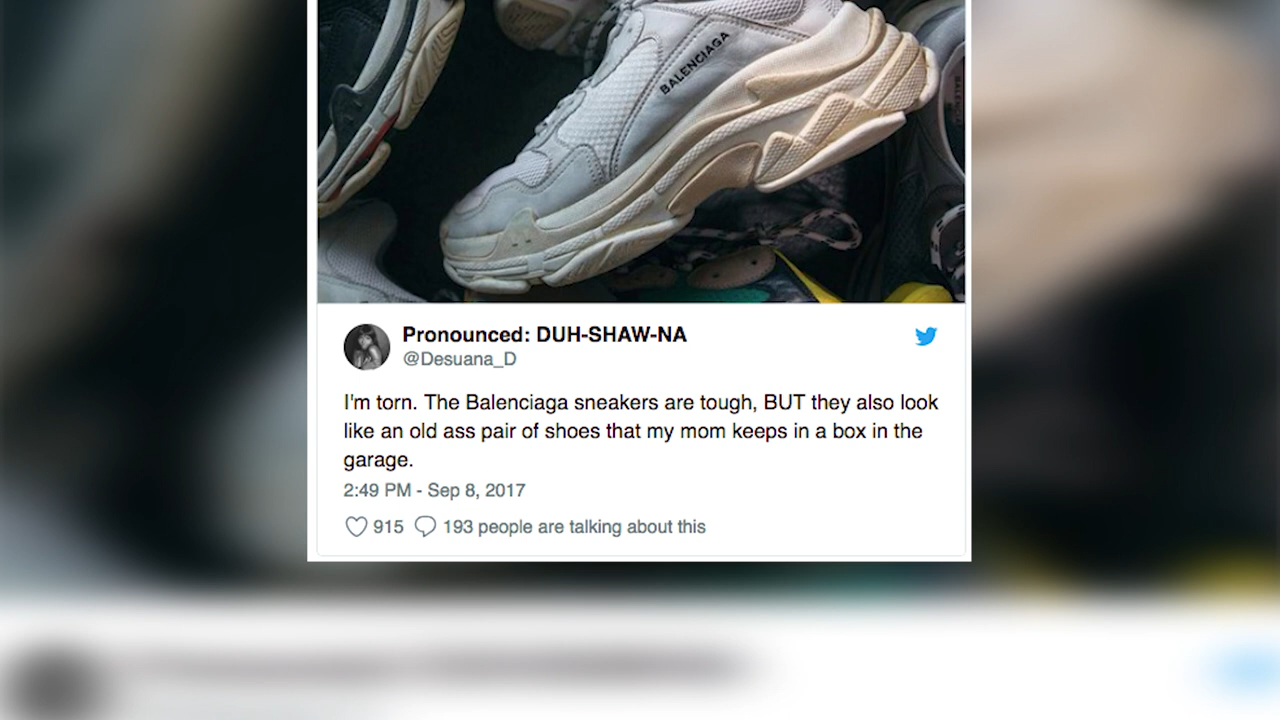 BALENCIAGA
Pronounced: DUH-SHAW-NA
@Desuana_D
I'm torn. The Balenciaga sneakers are tough, BUT they also look
like an old ass pair of shoes that my mom keeps in a box in the
garage.
2:49 PM - Sep 8, 2017
915 193 people are talking about this